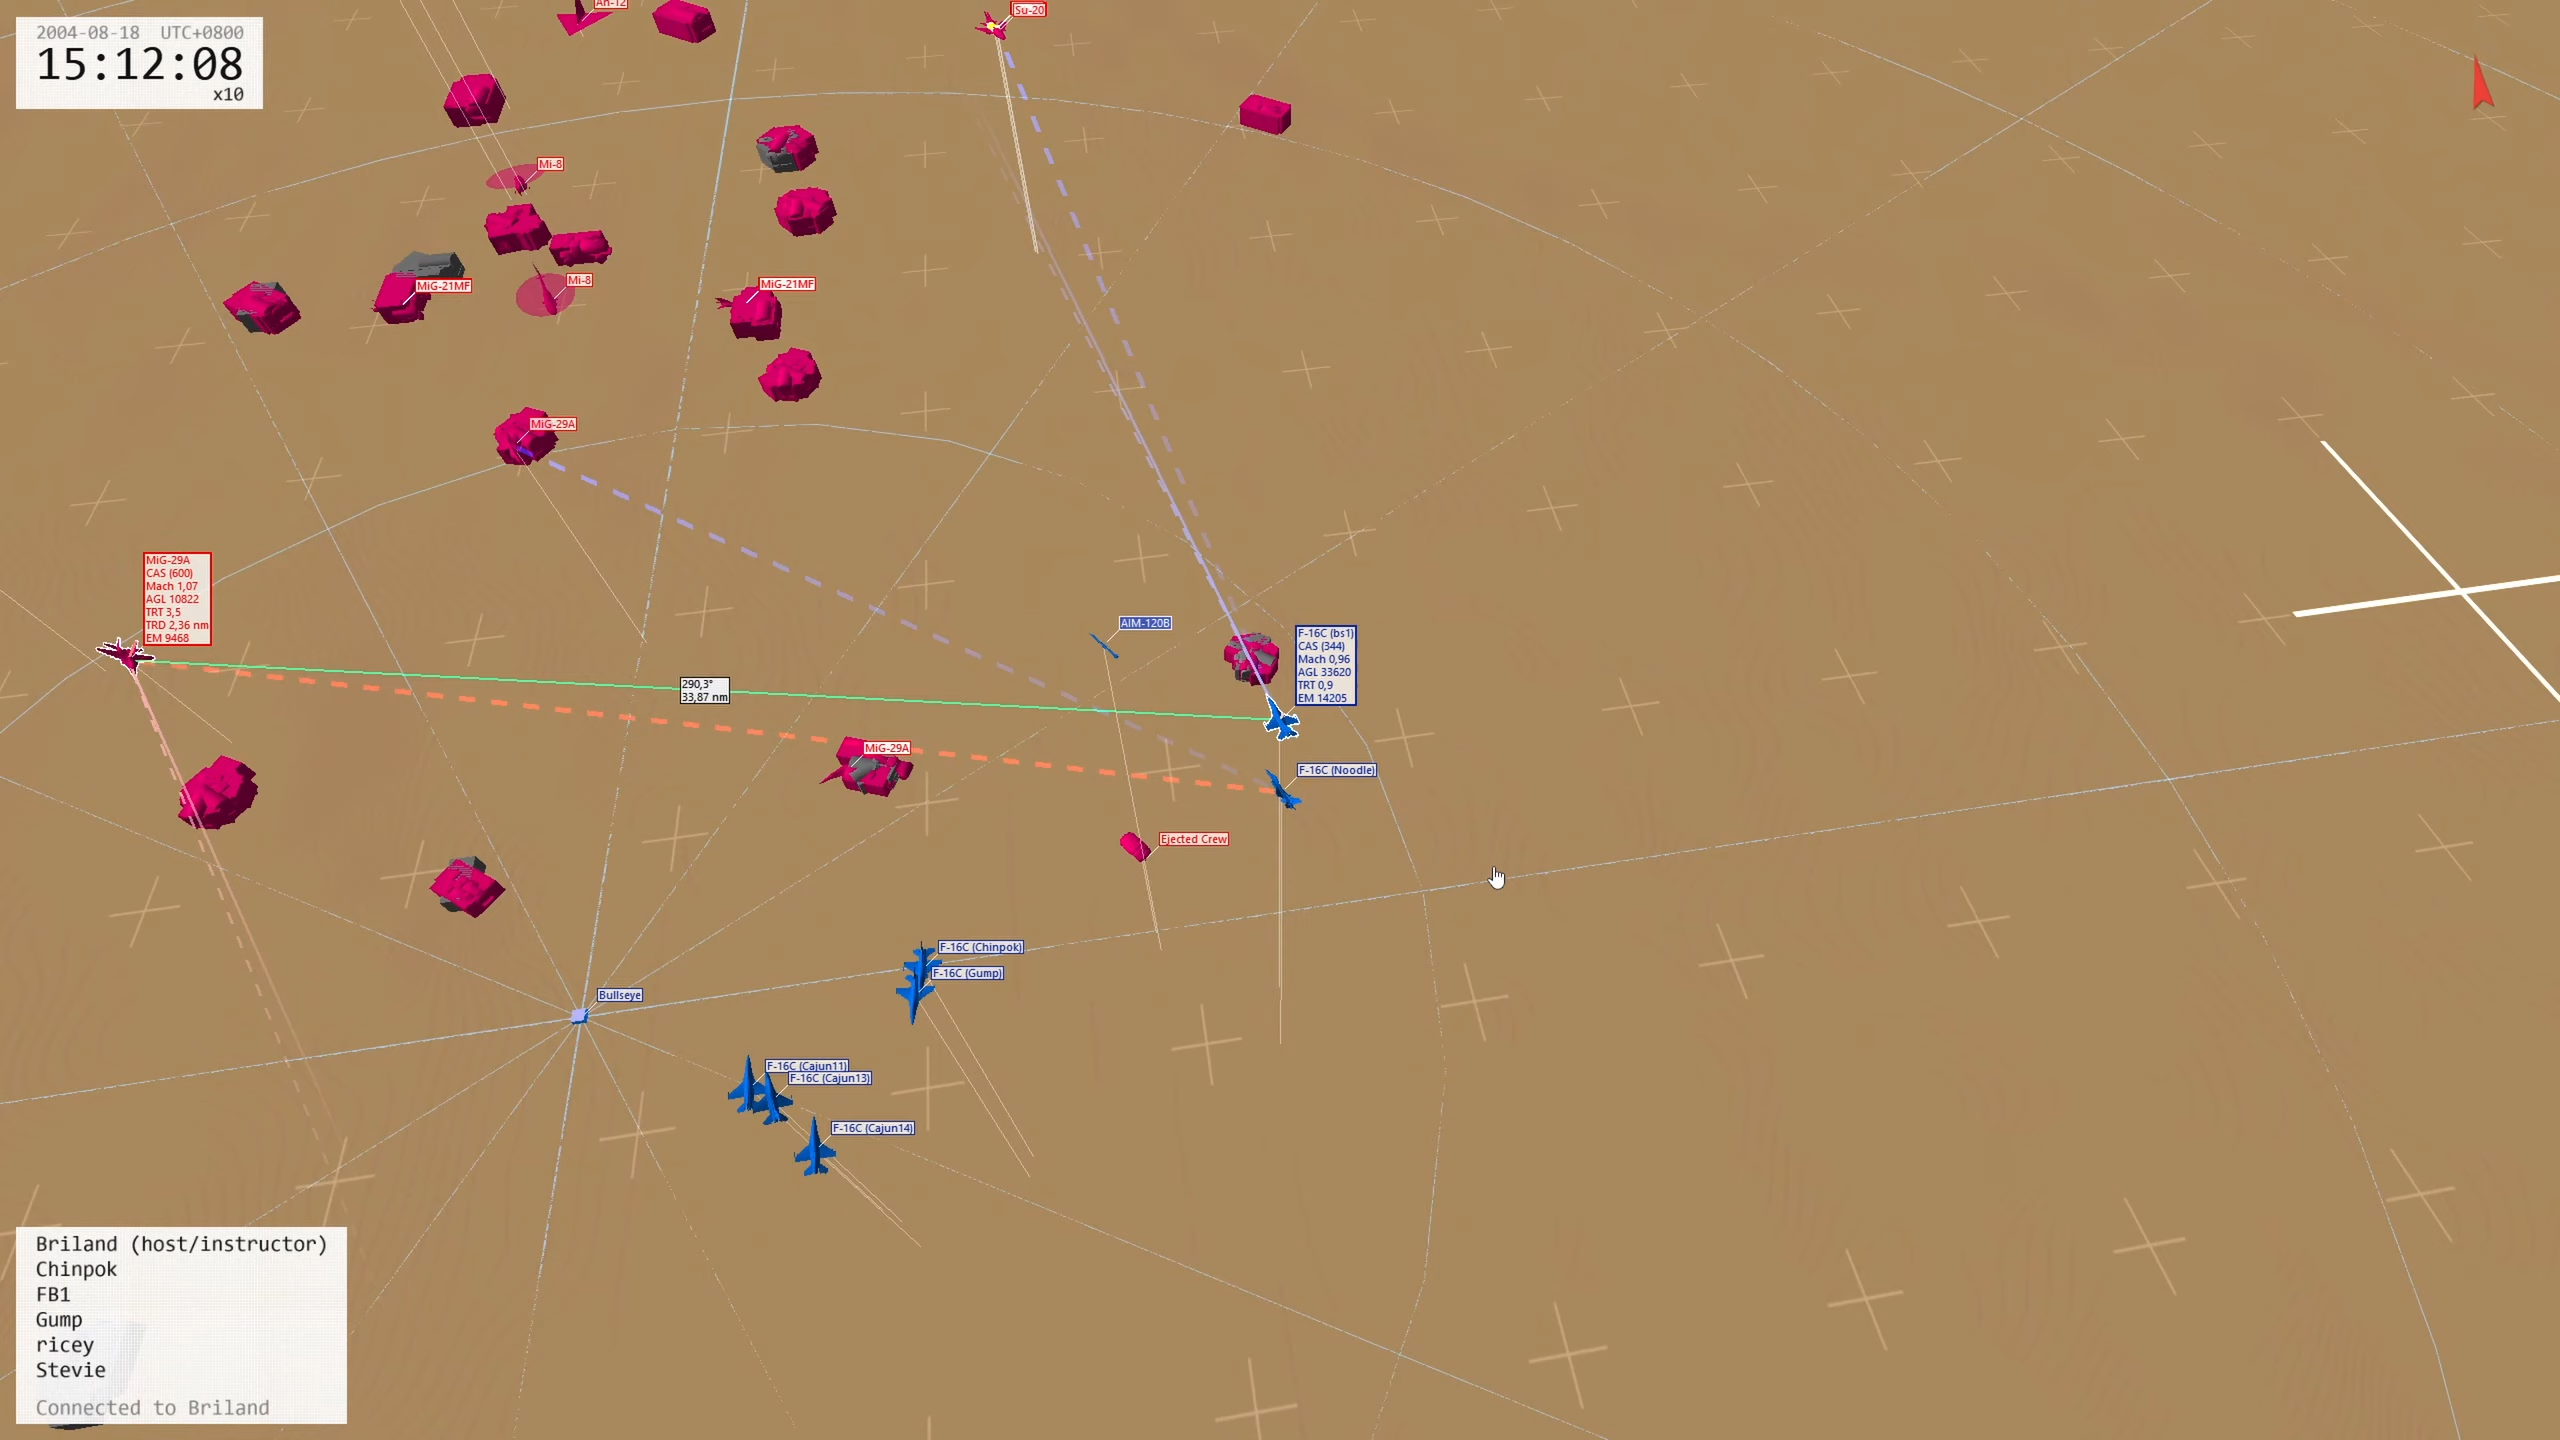 2004-08-18 UTC+0800
15:12:08
x10
An-12
Su-20
Mi-8
Mi-8
MiG-21MF
MiG-21MF
MiG-29A
MiG-29A
CAS (600)
Mach 1,07
AGL 10822
TRT 3,5
TRD 2,36 nm
EM 9468
AIM-120B
F-16C (bs1)
CAS (344)
Mach 0,96
AGL 33620
TRT 0,9
EM 14205
290,3°
33,87 nm
MiG-29A
F-16C (Noodle)
Ejected Crew
F-16C (Chinpok)
F-16C (Gump)
Bullseye
F-16C (Cajun11)
F-16C (Cajun13)
F-16C (Cajun14)
Briland (host/instructor)
Chinpok
FB1
Gump
ricey
Stevie
Connected to Briland